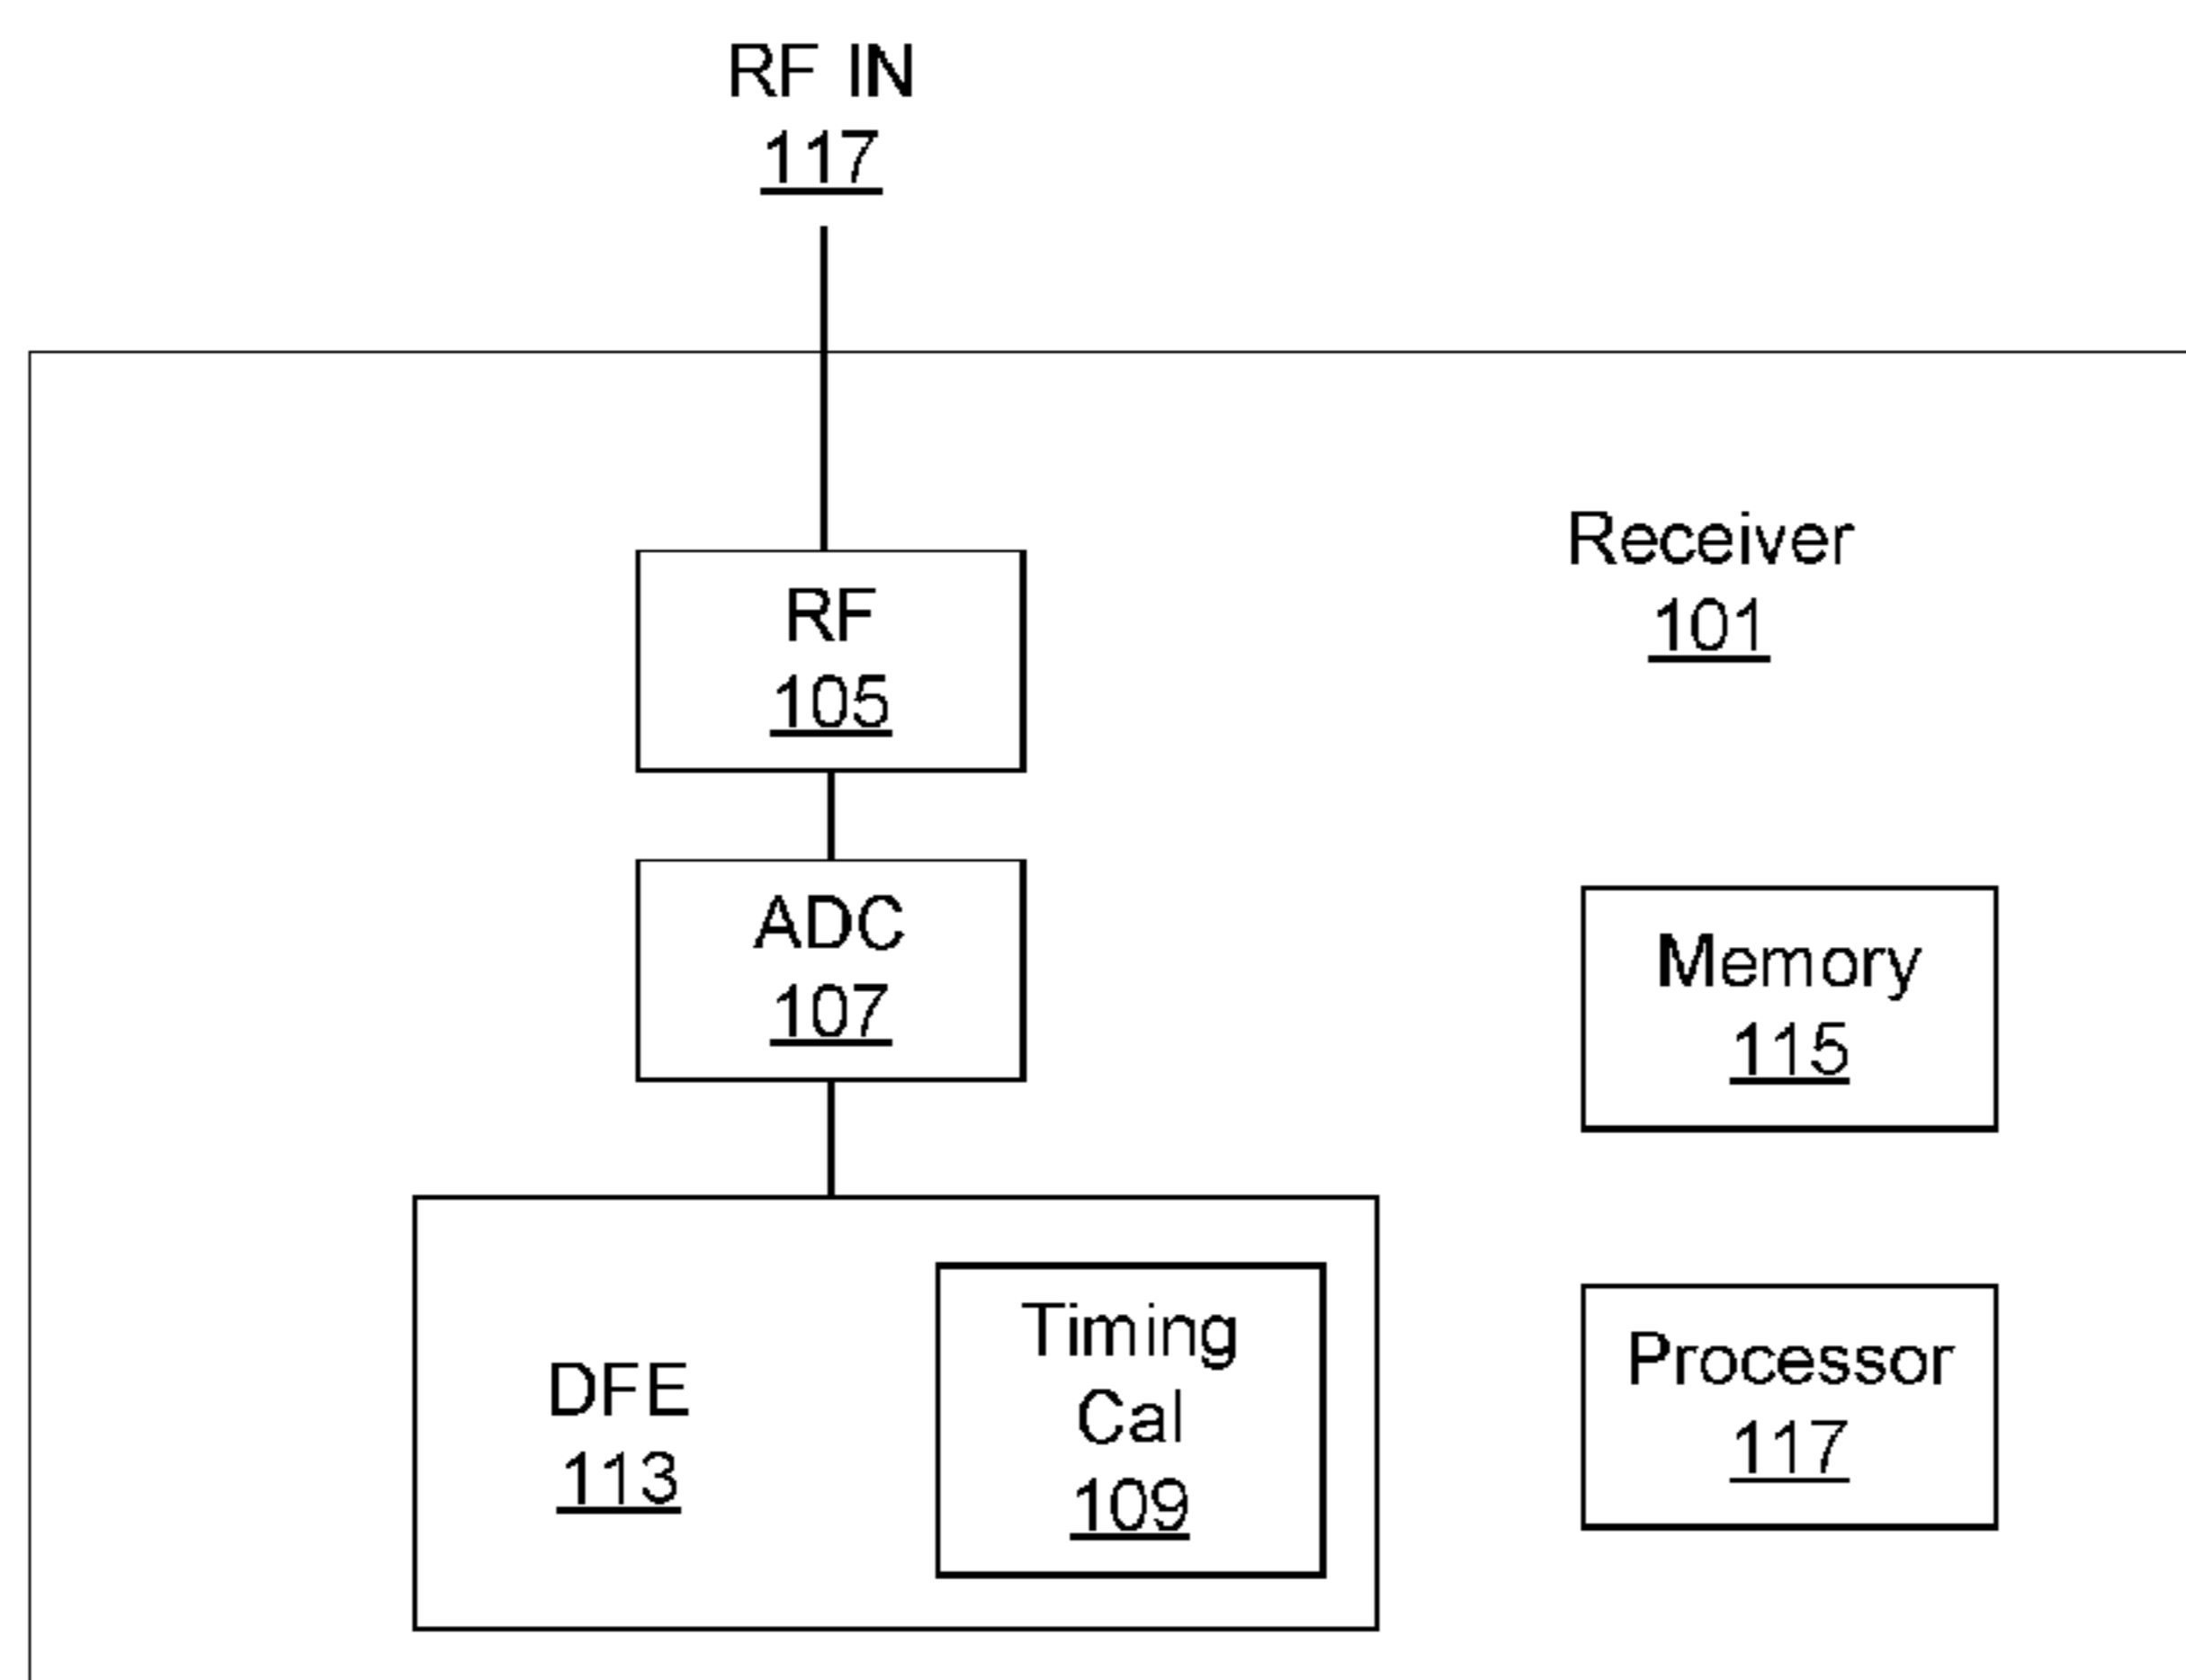 RF IN
117
Receiver
101
RF
105
ADC
107
Memory
115
DFE
113
Timing
Cal
109
Processor
117